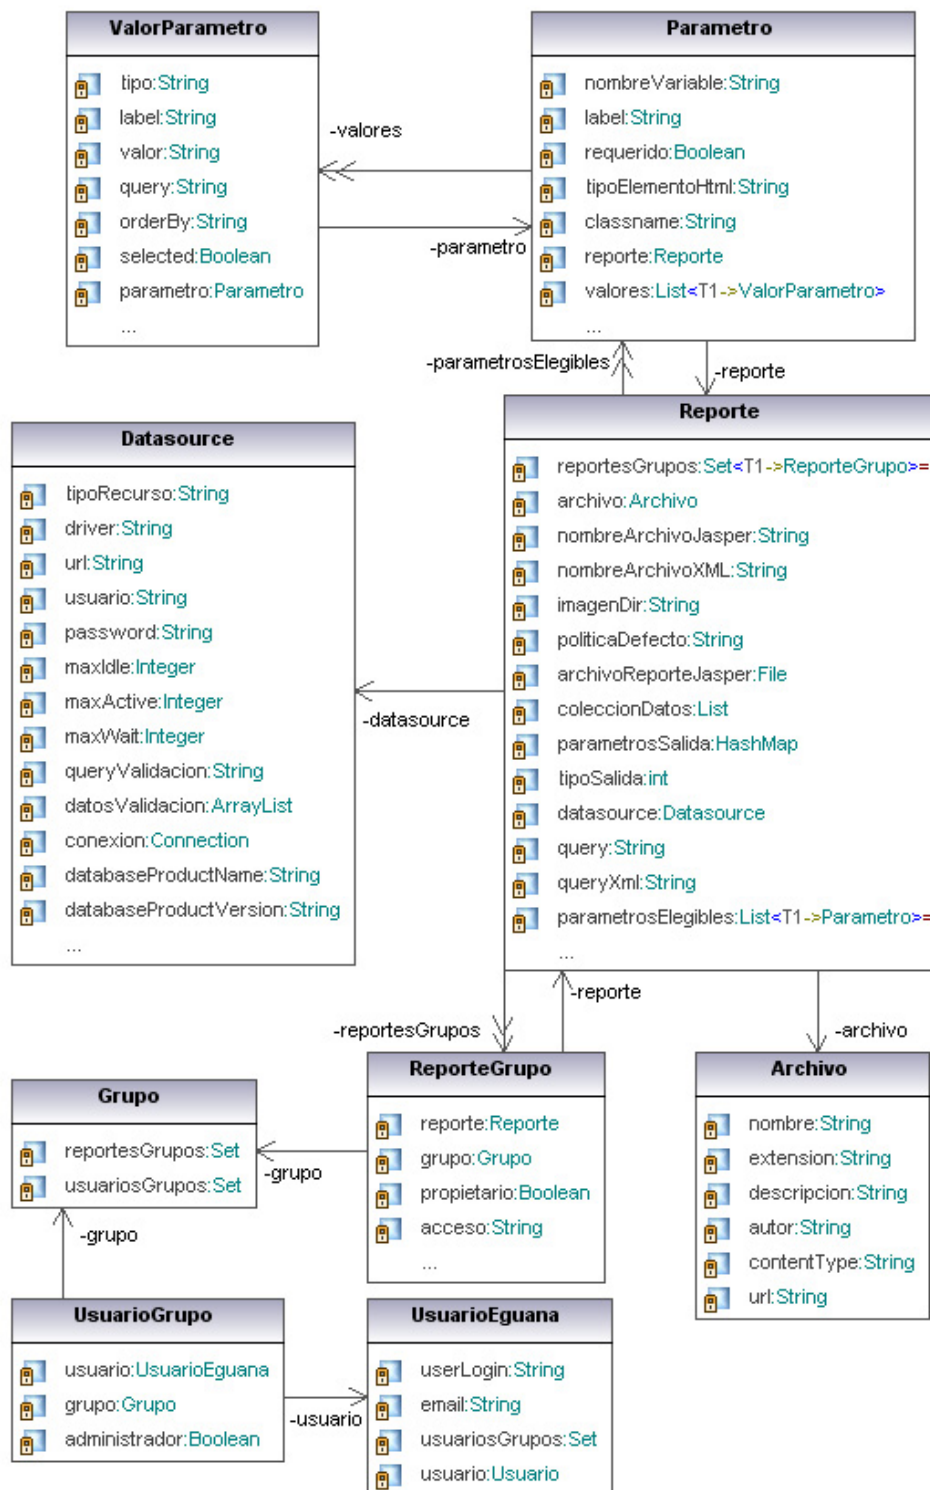 ValorParametro
tipo:String
label:String
valor:String
query:String
orderBy:String
selected:Boolean
parametro:Parametro
...
-valores
-parametro
Parametro
nombreVariable:String
label:String
requerido:Boolean
tipoElementoHtml:String
classname:String
reporte:Reporte
valores:List<T1->ValorParametro>
...
-parametrosElegibles
-reporte
Datasource
tipoRecurso:String
driver:String
url:String
usuario:String
password:String
maxIdle:Integer
maxActive:Integer
maxWait:Integer
queryValidacion:String
datosValidacion:ArrayList
conexion:Connection
databaseProductName:String
databaseProductVersion:String
...
-datasource
Reporte
reportesGrupos:Set<T1->ReporteGrupo>=
archivo:Archivo
nombreArchivoJasper:String
nombreArchivoXML:String
imagenDir:String
politicaDefecto:String
archivoReporteJasper:File
coleccionDatos:List
parametrosSalida:HashMap
tipoSalida:int
datasource:Datasource
query:String
queryXml:String
parametrosElegibles:List<T1->Parametro>=
...
-reportesGrupos
-reporte
-archivo
Grupo
reportesGrupos:Set
usuariosGrupos:Set
-grupo
ReporteGrupo
reporte:Reporte
grupo:Grupo
propietario:Boolean
acceso:String
...
Archivo
nombre:String
extension:String
descripcion:String
autor:String
contentType:String
url:String
-grupo
UsuarioGrupo
usuario:UsuarioEguana
grupo:Grupo
administrador:Boolean
-usuario
UsuarioEguana
userLogin:String
email:String
usuariosGrupos:Set
usuario:Usuario